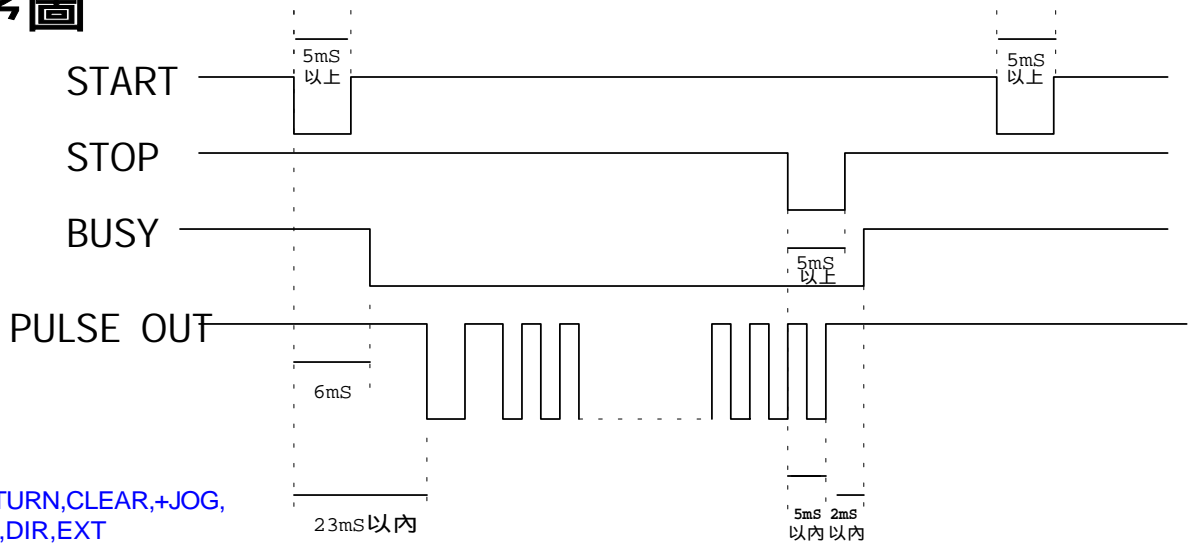 圖
5mS
以上
5mS
以上
START
STOP
BUSY
5mS
以上
PULSE OUT
6mS
TURN,CLEAR,+JOG,
,DIR,EXT
23mS以內
5mS 2mS
以內 以內